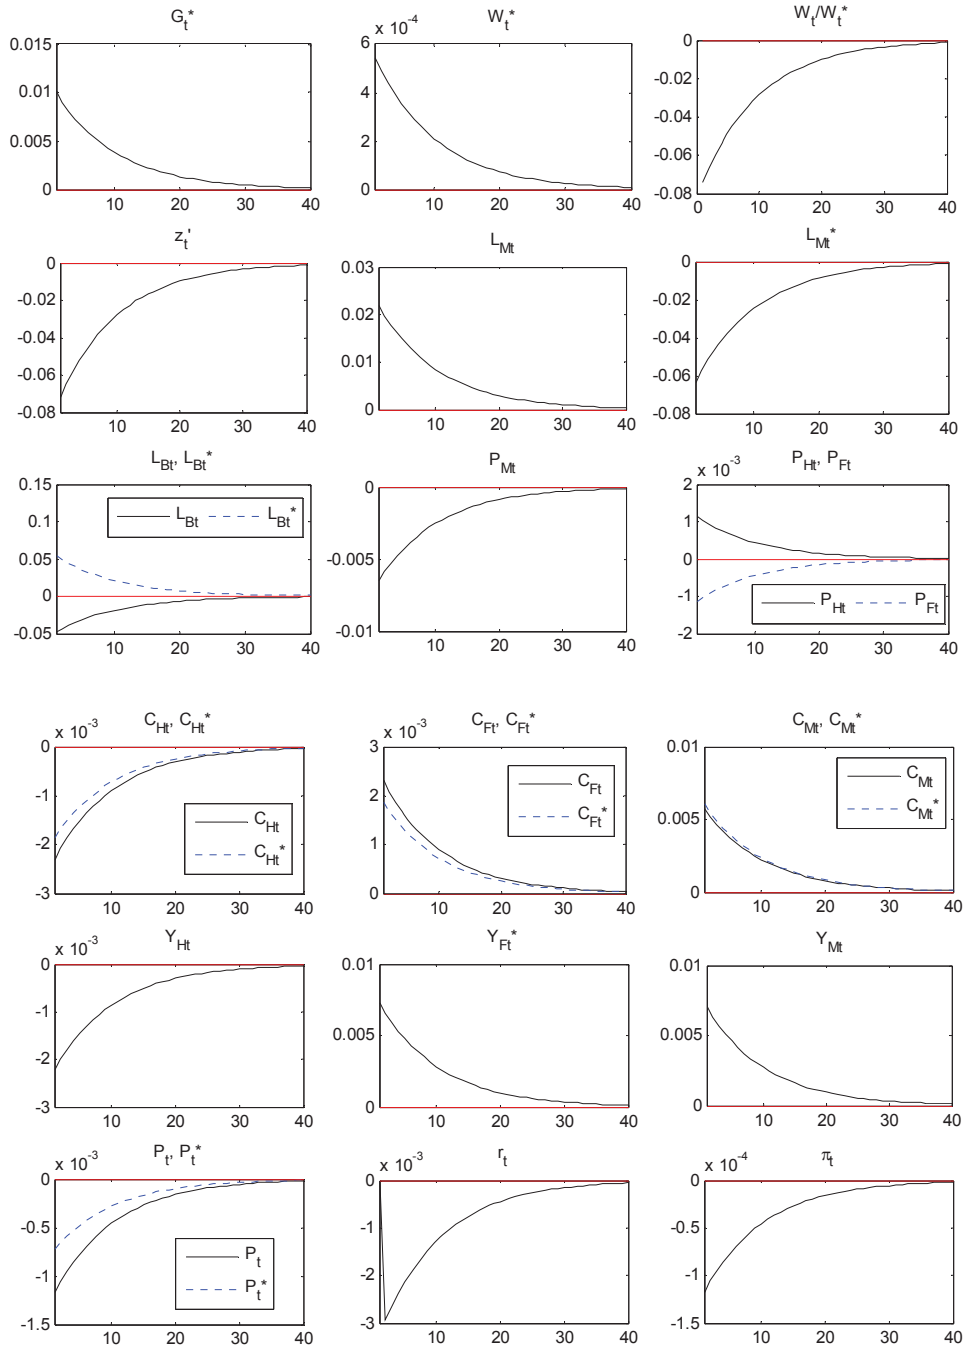 G_t*
W_t*
W_t/W_t*
x 10^-4
0.015
0.01
0.005
0
10 20 30 40
6
4
2
0
10 20 30 40
0
-0.02
-0.04
-0.06
-0.08
0 10 20 30 40
z_t'
L_Mt
L_Mt*
0
-0.02
-0.04
-0.06
-0.08
10 20 30 40
0.03
0.02
0.01
0
10 20 30 40
0
-0.02
-0.04
-0.06
-0.08
10 20 30 40
L_Bt, L_Bt*
P_Mt
P_Ht, P_Ft
x 10^-3
0.15
0.1
0.05
0
-0.05
L_Bt L_Bt*
10 20 30 40
0
-0.005
-0.01
10 20 30 40
2
1
0
-1
-2
P_Ht P_Ft
10 20 30 40
C_Ht, C_Ht*
C_Ft, C_Ft*
C_Mt, C_Mt*
x 10^-3
0
-1
-2
-3
C_Ht
C_Ht*
10 20 30 40
x 10^-3
3
2
1
0
C_Ft
C_Ft*
10 20 30 40
0.01
0.005
0
C_Mt
C_Mt*
10 20 30 40
Y_Ht
Y_Ft*
Y_Mt
x 10^-3
0
-1
-2
-3
10 20 30 40
0.01
0.005
0
10 20 30 40
0.01
0.005
0
10 20 30 40
P_t, P_t*
r_t
π_t
x 10^-3
0
-0.5
-1
-1.5
P_t
P_t*
10 20 30 40
x 10^-3
0
-1
-2
-3
10 20 30 40
x 10^-4
0
-0.5
-1
-1.5
10 20 30 40